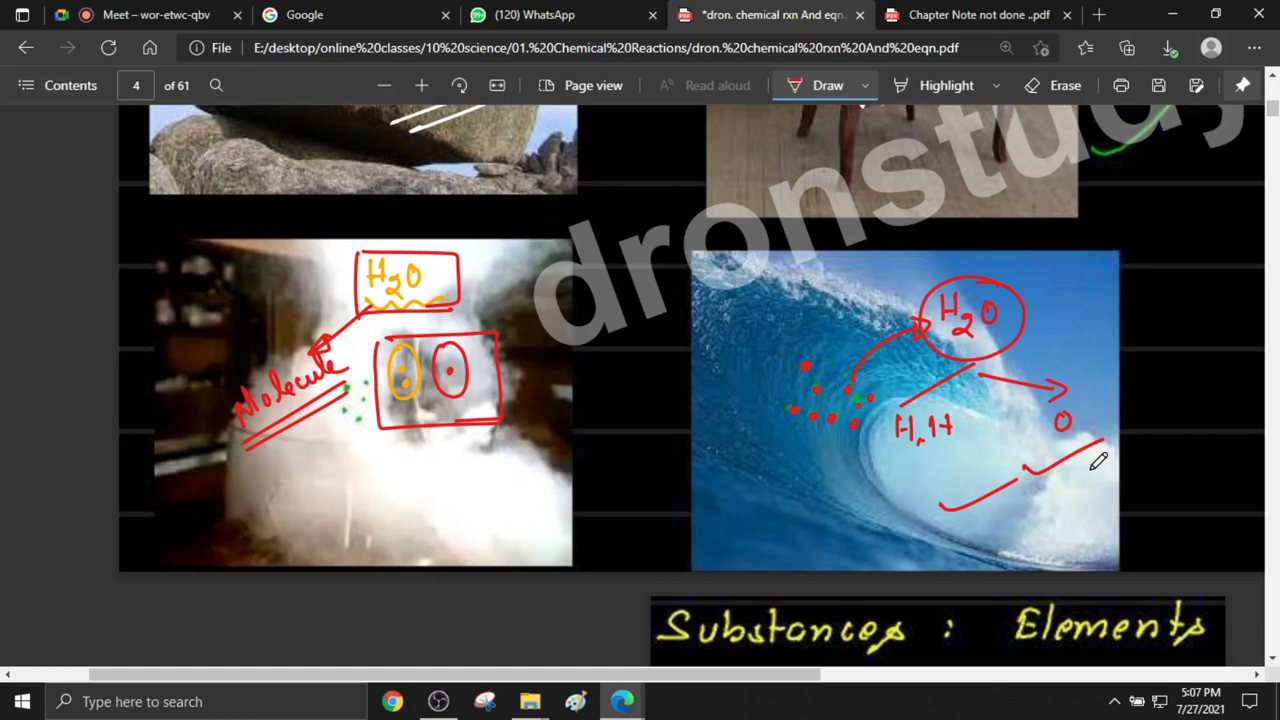 Meet – wor-etwc-qbv
Google
(120) WhatsApp
*dron. chemical rxn And eqn.
Chapter Note not done ..pdf
File
E:/desktop/online%20classes/10%20science/01.%20Chemical%20Reactions/dron.%20chemical%20rxn%20And%20eqn.pdf
Contents
4 of 61
Page view
Read aloud
Draw
Highlight
Erase
dronstudy
H2O
Molecule
H2O
H, H
O
Substances : Elements
Type here to search
99+
5:07 PM
7/27/2021